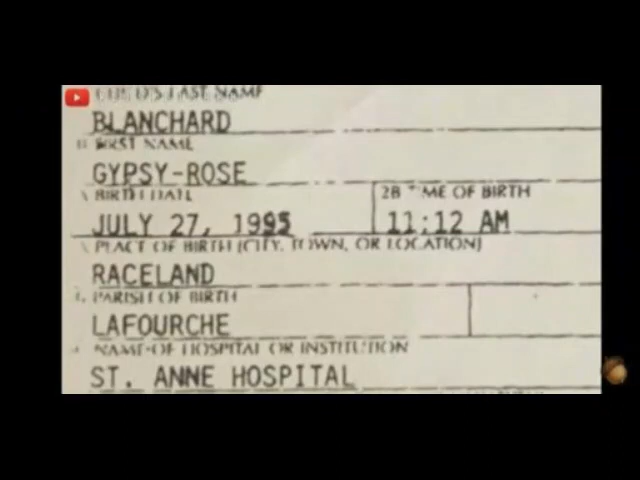 CHILD'S LAST NAME
BLANCHARD
FIRST NAME
GYPSY-ROSE
BIRTH DATE
2B TIME OF BIRTH
JULY 27, 1995
11:12 AM
PLACE OF BIRTH (CITY, TOWN, OR LOCATION)
RACELAND
PARISH OF BIRTH
LAFOURCHE
NAME OF HOSPITAL OR INSTITUTION
ST. ANNE HOSPITAL